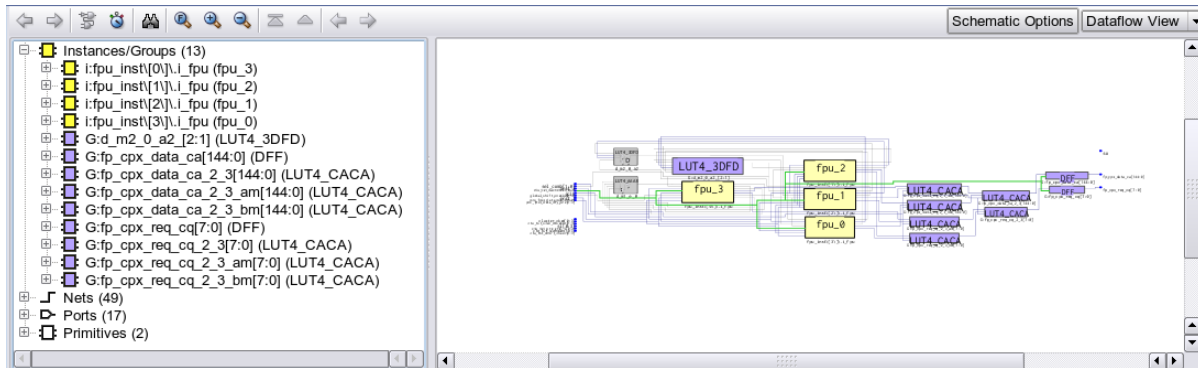 Schematic Options Dataflow View
Instances/Groups (13)
i:fpu_inst\[0\]\.i_fpu (fpu_3)
i:fpu_inst\[1\]\.i_fpu (fpu_2)
i:fpu_inst\[2\]\.i_fpu (fpu_1)
i:fpu_inst\[3\]\.i_fpu (fpu_0)
G:d_m2_0_a2_[2:1] (LUT4_3DFD)
G:fp_cpx_data_ca[144:0] (DFF)
G:fp_cpx_data_ca_2_3[144:0] (LUT4_CACA)
G:fp_cpx_data_ca_2_3_am[144:0] (LUT4_CACA)
G:fp_cpx_data_ca_2_3_bm[144:0] (LUT4_CACA)
G:fp_cpx_req_cq[7:0] (DFF)
G:fp_cpx_req_cq_2_3[7:0] (LUT4_CACA)
G:fp_cpx_req_cq_2_3_am[7:0] (LUT4_CACA)
G:fp_cpx_req_cq_2_3_bm[7:0] (LUT4_CACA)
Nets (49)
Ports (17)
Primitives (2)
LUT4_3DFD
fpu_3
fpu_2
fpu_1
fpu_0
LUT4_CACA
LUT4_CACA
LUT4_CACA
LUT4_CACA
LUT4_CACA
LUT4_CACA
DFF
DFF